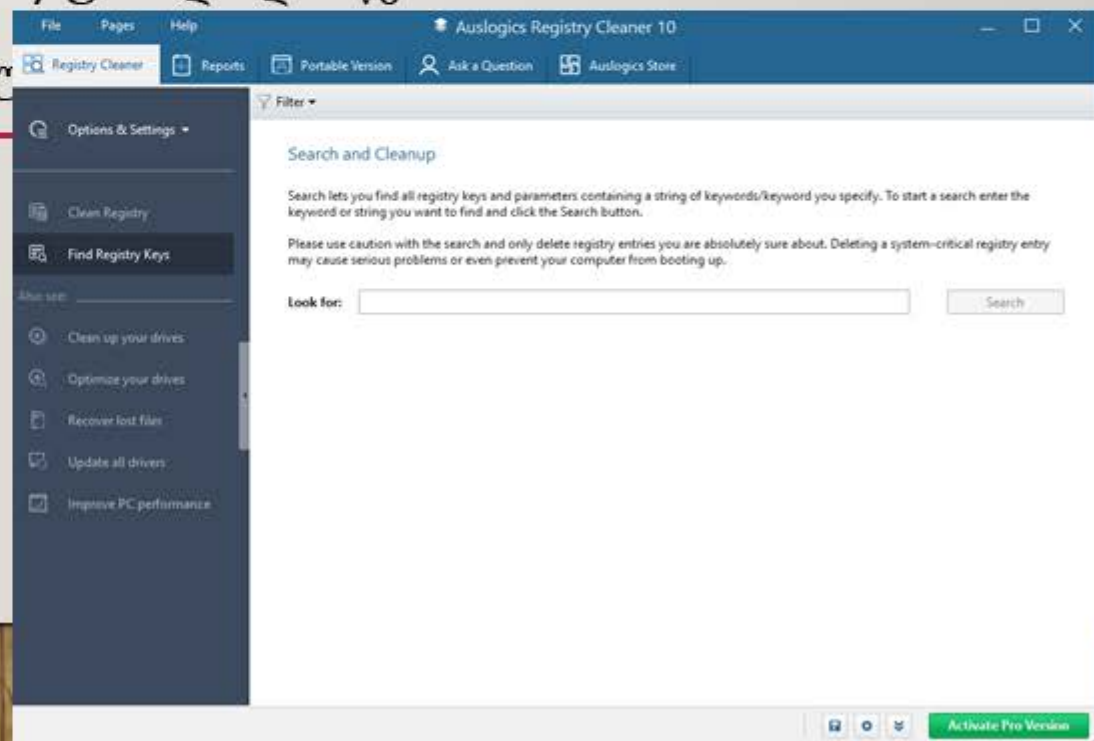 File Pages Help Auslogics Registry Cleaner 10
Registry Cleaner Reports Portable Version Ask a Question Auslogics Store
Filter
Options & Settings
Search and Cleanup
Search lets you find all registry keys and parameters containing a string of keywords/keyword you specify. To start a search enter the
keyword or string you want to find and click the Search button.
Please use caution with the search and only delete registry entries you are absolutely sure about. Deleting a system-critical registry entry
may cause serious problems or even prevent your computer from booting up.
Look for: Search
Clean Registry
Find Registry Keys
Also see:
Clean up your drives
Optimize your drives
Recover lost files
Update all drivers
Improve PC performance
Activate Pro Version